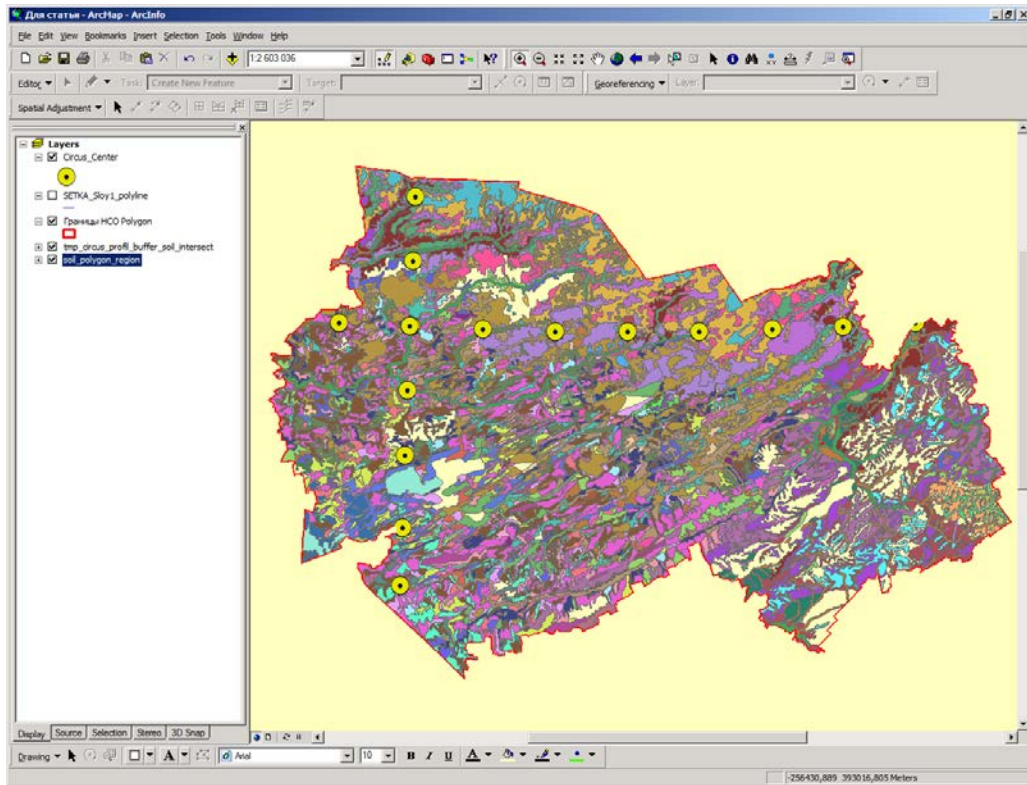 Для статьи - ArcMap - ArcInfo
File Edit View Bookmarks Insert Selection Tools Window Help
1:2 603 036
Editor Task: Create New Feature Target: Georeferencing Layer:
Spatial Adjustment
Layers
Circus_Center
SETKA_Sloy1_polyline
Границы НСО Polygon
tmp_circus_profil_buffer_soil_intersect
soil_polygon_region
Display Source Selection Stereo 3D Snap
Drawing A Arial 10 B I U A
-256430,889 393016,805 Meters